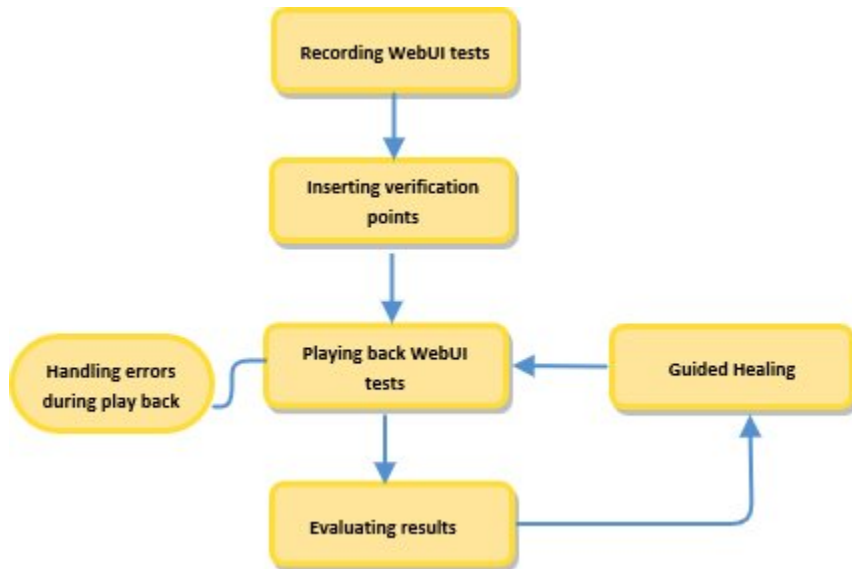 Recording WebUI tests
Inserting verification
points
Playing back WebUI
tests
Handling errors
during play back
Guided Healing
Evaluating results